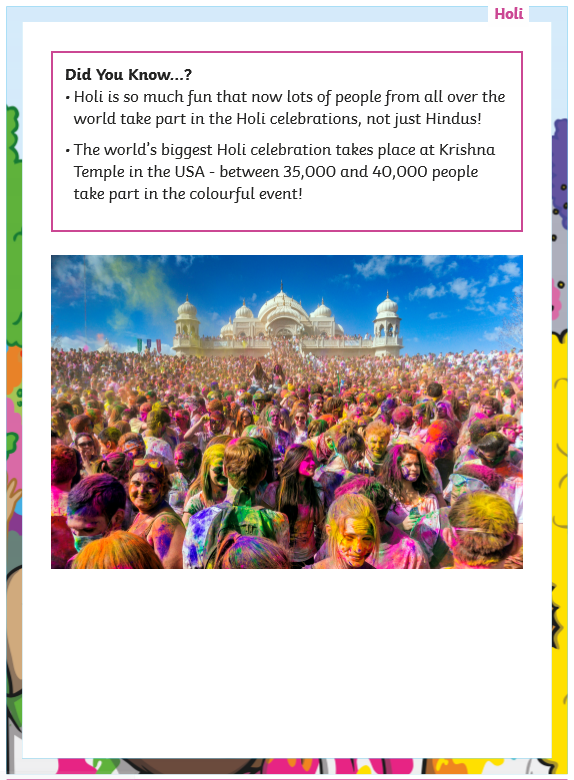 Holi
Did You Know...?
• Holi is so much fun that now lots of people from all over the
world take part in the Holi celebrations, not just Hindus!
• The world's biggest Holi celebration takes place at Krishna
Temple in the USA - between 35,000 and 40,000 people
take part in the colourful event!